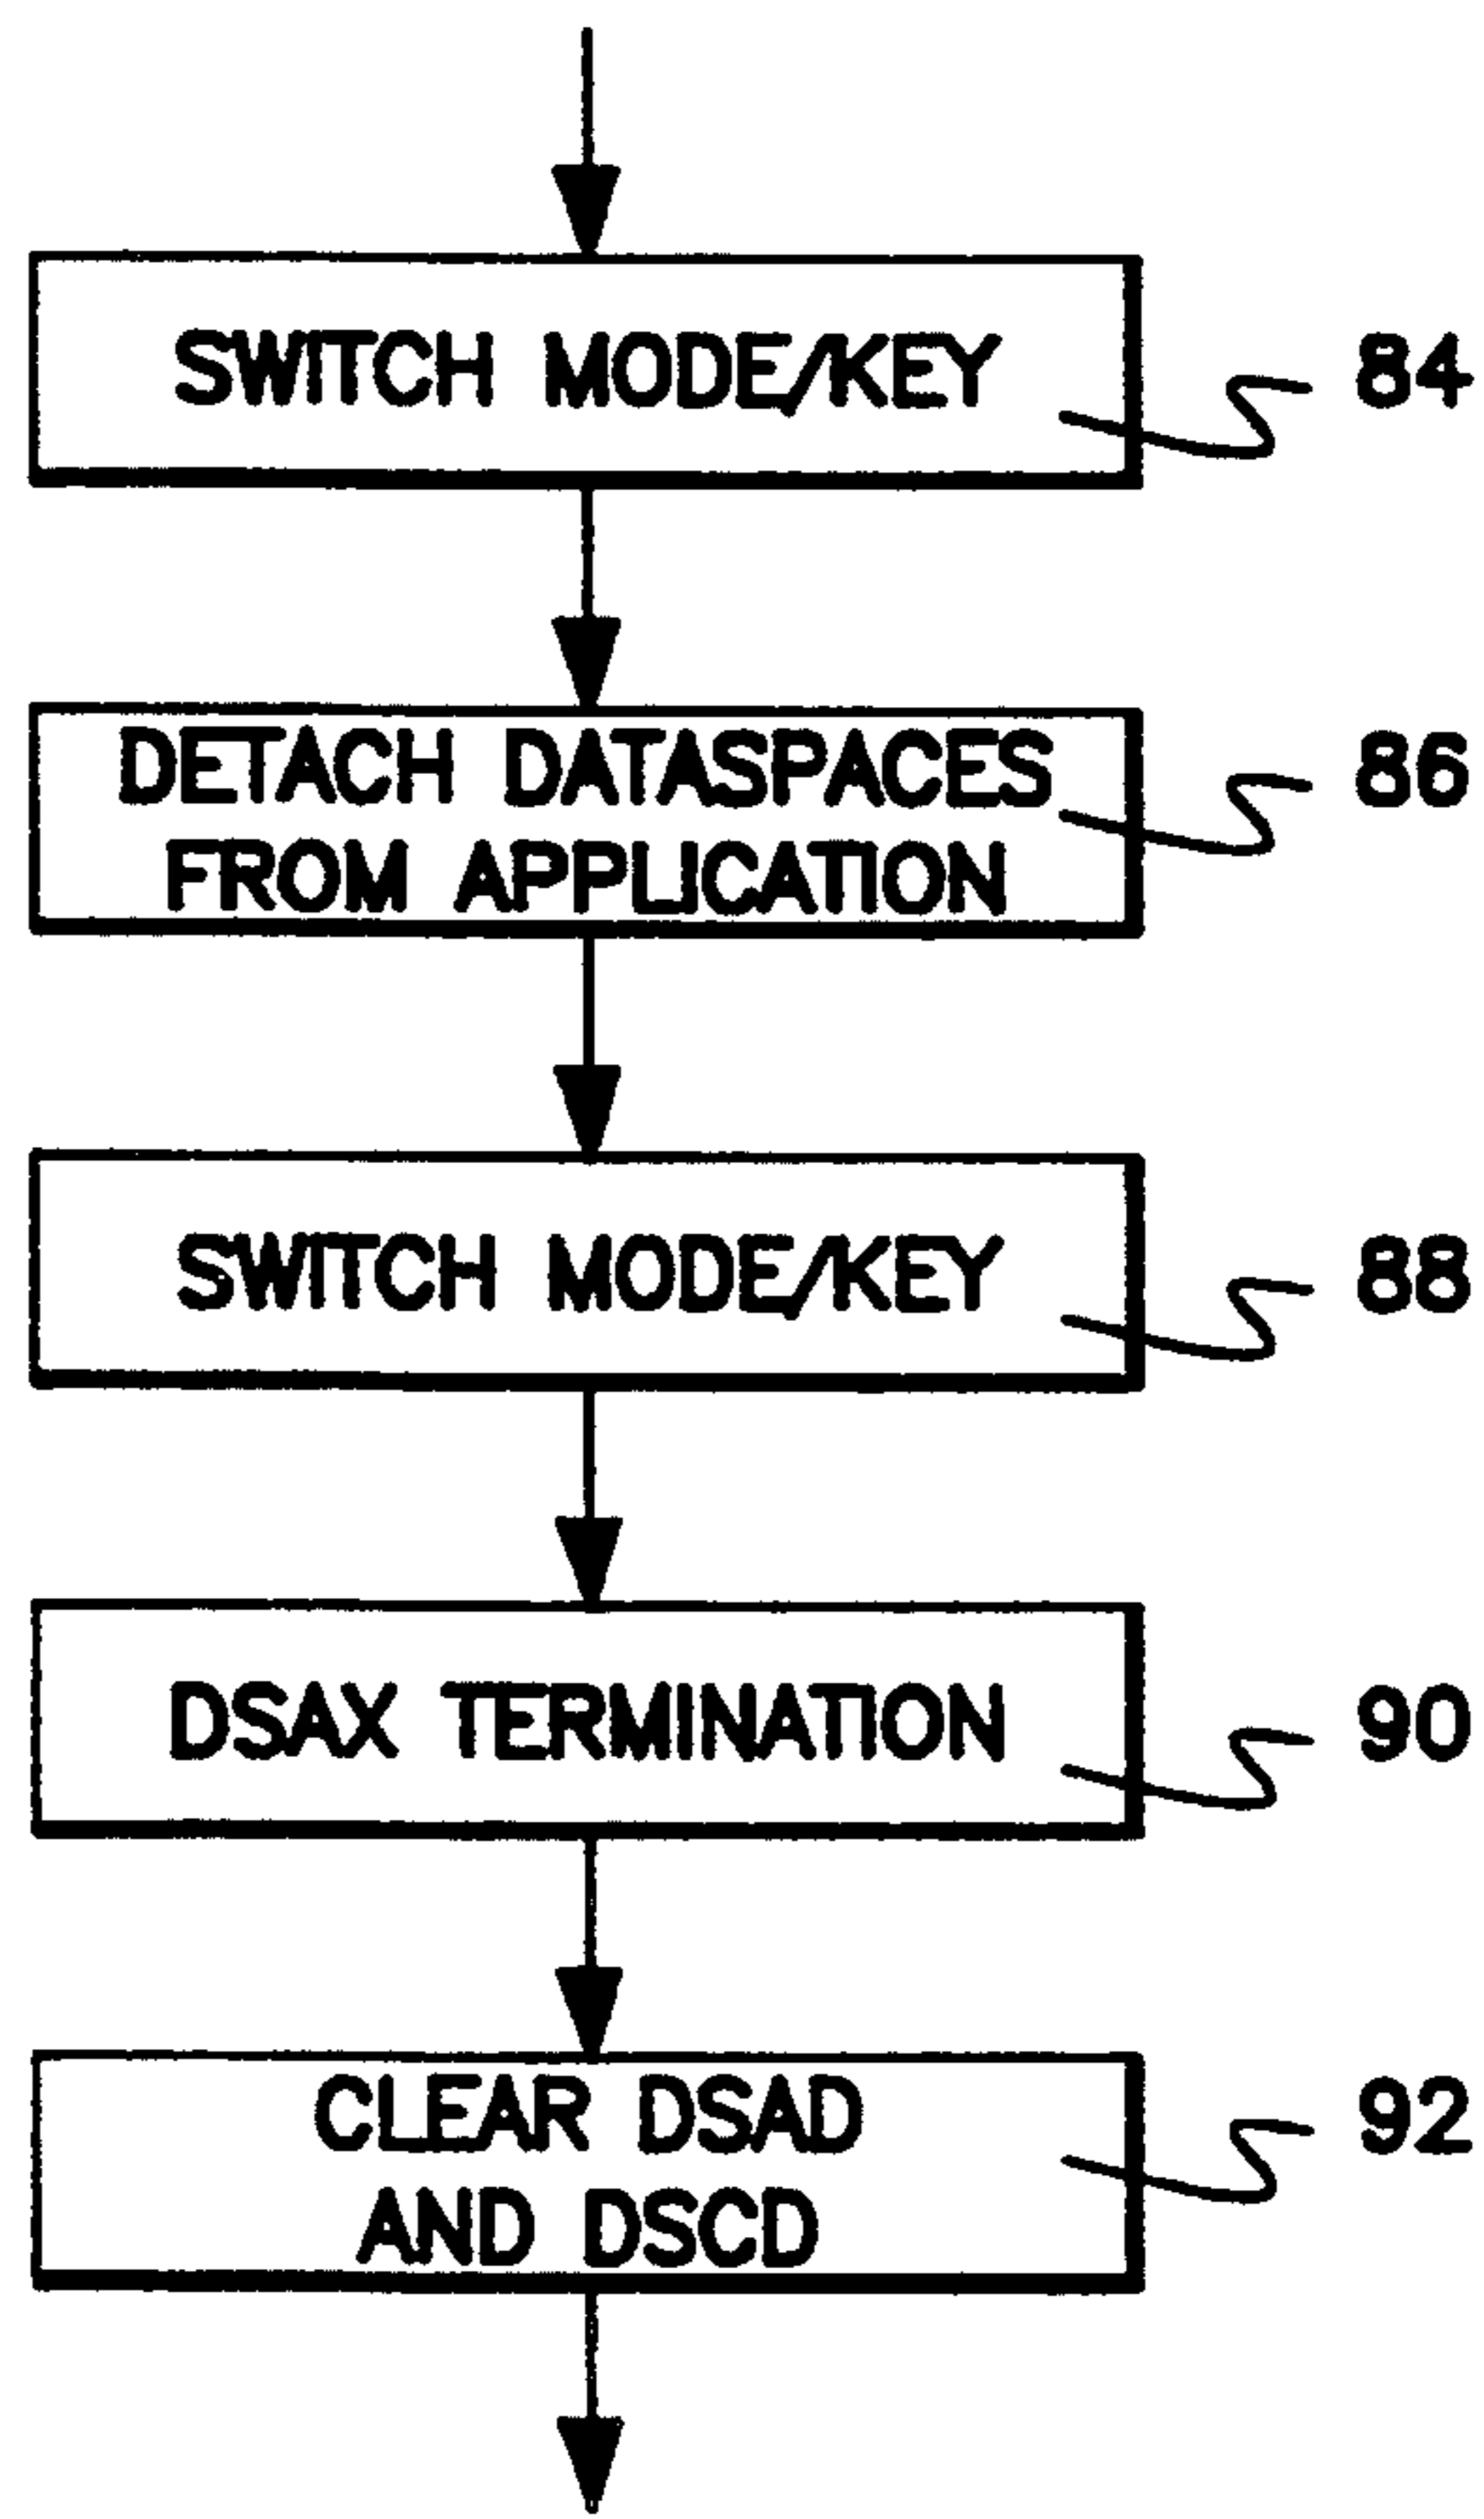 SWITCH MODE/KEY
84
DETACH DATASPACES
FROM APPLICATION
86
SWITCH MODE/KEY
88
DSAX TERMINATION
90
CLEAR DSAD
AND DSCD
92